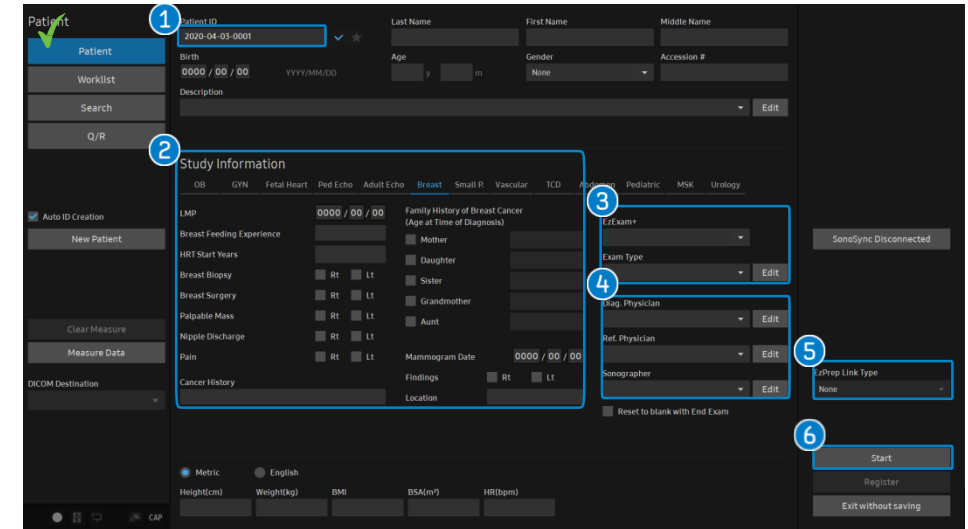 Patient
Patient
Worklist
Search
Q/R
Auto ID Creation
New Patient
Clear Measure
Measure Data
DICOM Destination
CAP
1
Patient ID
Last Name
First Name
Middle Name
2020-04-03-0001
Birth
Age
Gender
Accession #
0000 / 00 / 00
YYYY/MM/DD
y
m
None
Description
Edit
2
Study Information
OB
GYN
Fetal Heart
Ped Echo
Adult Echo
Breast
Small P.
Vascular
TCD
Abdomen
Pediatric
MSK
Urology
LMP
0000 / 00 / 00
Breast Feeding Experience
HRT Start Years
Breast Biopsy
Rt
Lt
Breast Surgery
Rt
Lt
Palpable Mass
Rt
Lt
Nipple Discharge
Rt
Lt
Pain
Rt
Lt
Cancer History
Family History of Breast Cancer
(Age at Time of Diagnosis)
Mother
Daughter
Sister
Grandmother
Aunt
Mammogram Date
0000 / 00 / 00
Findings
Rt
Lt
Location
3
EzExam+
Exam Type
Edit
4
Diag. Physician
Edit
Ref. Physician
Edit
Sonographer
Edit
Reset to blank with End Exam
Metric
English
Height(cm)
Weight(kg)
BMI
BSA(m²)
HR(bpm)
SonoSync Disconnected
5
EzPrep Link Type
None
6
Start
Register
Exit without saving